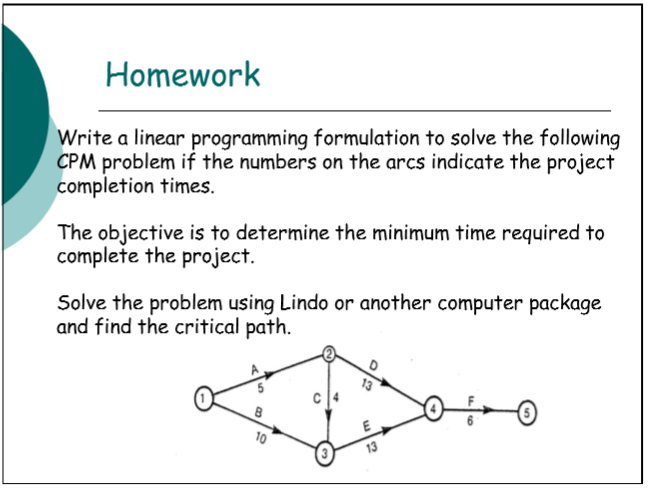 Homework
Write a linear programming formulation to solve the following
CPM problem if the numbers on the arcs indicate the project
completion times.
The objective is to determine the minimum time required to
complete the project.
Solve the problem using Lindo or another computer package
and find the critical path.
2
A
5
D
13
1
C 4
4
F
6
5
B
10
E
13
3